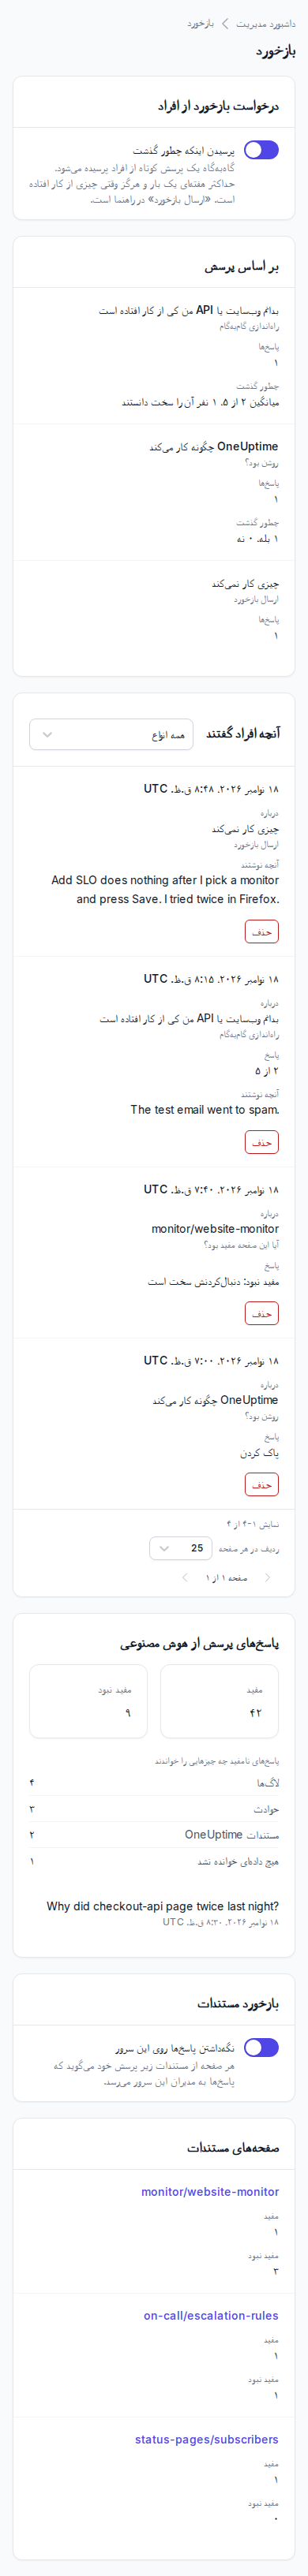 داشبورد مدیریت
بازخورد
بازخورد
درخواست بازخورد از افراد
پرسیدن اینکه چطور گذشت
گاه‌به‌گاه یک پرسش کوتاه از افراد پرسیده می‌شود.
حداکثر هفته‌ای یک بار و هرگز وقتی چیزی از کار افتاده
است. «ارسال بازخورد» در راهنما است.
بر اساس پرسش
بدانم وب‌سایت یا API من کی از کار افتاده است
راه‌اندازی گام‌به‌گام
پاسخ‌ها
۱
چطور گذشت
میانگین ۲ از ۵. ۱ نفر آن را سخت دانستند
OneUptime چگونه کار می‌کند
روشن بود؟
پاسخ‌ها
۱
چطور گذشت
۱ بله، ۰ نه
چیزی کار نمی‌کند
ارسال بازخورد
پاسخ‌ها
۱
آنچه افراد گفتند
همه انواع
۱۸ نوامبر ۲۰۲۶، ۸:۴۸ ق.ظ. UTC
درباره
چیزی کار نمی‌کند
ارسال بازخورد
آنچه نوشتند
Add SLO does nothing after I pick a monitor
and press Save. I tried twice in Firefox.
حذف
۱۸ نوامبر ۲۰۲۶، ۸:۱۵ ق.ظ. UTC
درباره
بدانم وب‌سایت یا API من کی از کار افتاده است
راه‌اندازی گام‌به‌گام
پاسخ
۲ از ۵
آنچه نوشتند
The test email went to spam.
حذف
۱۸ نوامبر ۲۰۲۶، ۷:۴۰ ق.ظ. UTC
درباره
monitor/website-monitor
آیا این صفحه مفید بود؟
پاسخ
مفید نبود: دنبال‌کردنش سخت است
حذف
۱۸ نوامبر ۲۰۲۶، ۷:۰۰ ق.ظ. UTC
درباره
OneUptime چگونه کار می‌کند
روشن بود؟
پاسخ
پاک کردن
حذف
نمایش ۱–۴ از ۴
ردیف در هر صفحه
25
صفحه ۱ از ۱
پاسخ‌های پرسش از هوش مصنوعی
مفید
۴۲
مفید نبود
۹
پاسخ‌های نامفید چه چیزهایی را خواندند
لاگ‌ها
۴
حوادث
۳
مستندات OneUptime
۲
هیچ داده‌ای خوانده نشد
۱
Why did checkout-api page twice last night?
۱۸ نوامبر ۲۰۲۶، ۸:۳۰ ق.ظ. UTC
بازخورد مستندات
نگه‌داشتن پاسخ‌ها روی این سرور
هر صفحه از مستندات زیر پرسش خود می‌گوید که
پاسخ‌ها به مدیران این سرور می‌رسد.
صفحه‌های مستندات
monitor/website-monitor
مفید
۱
مفید نبود
۳
on-call/escalation-rules
مفید
۱
مفید نبود
۱
status-pages/subscribers
مفید
۱
مفید نبود
۰